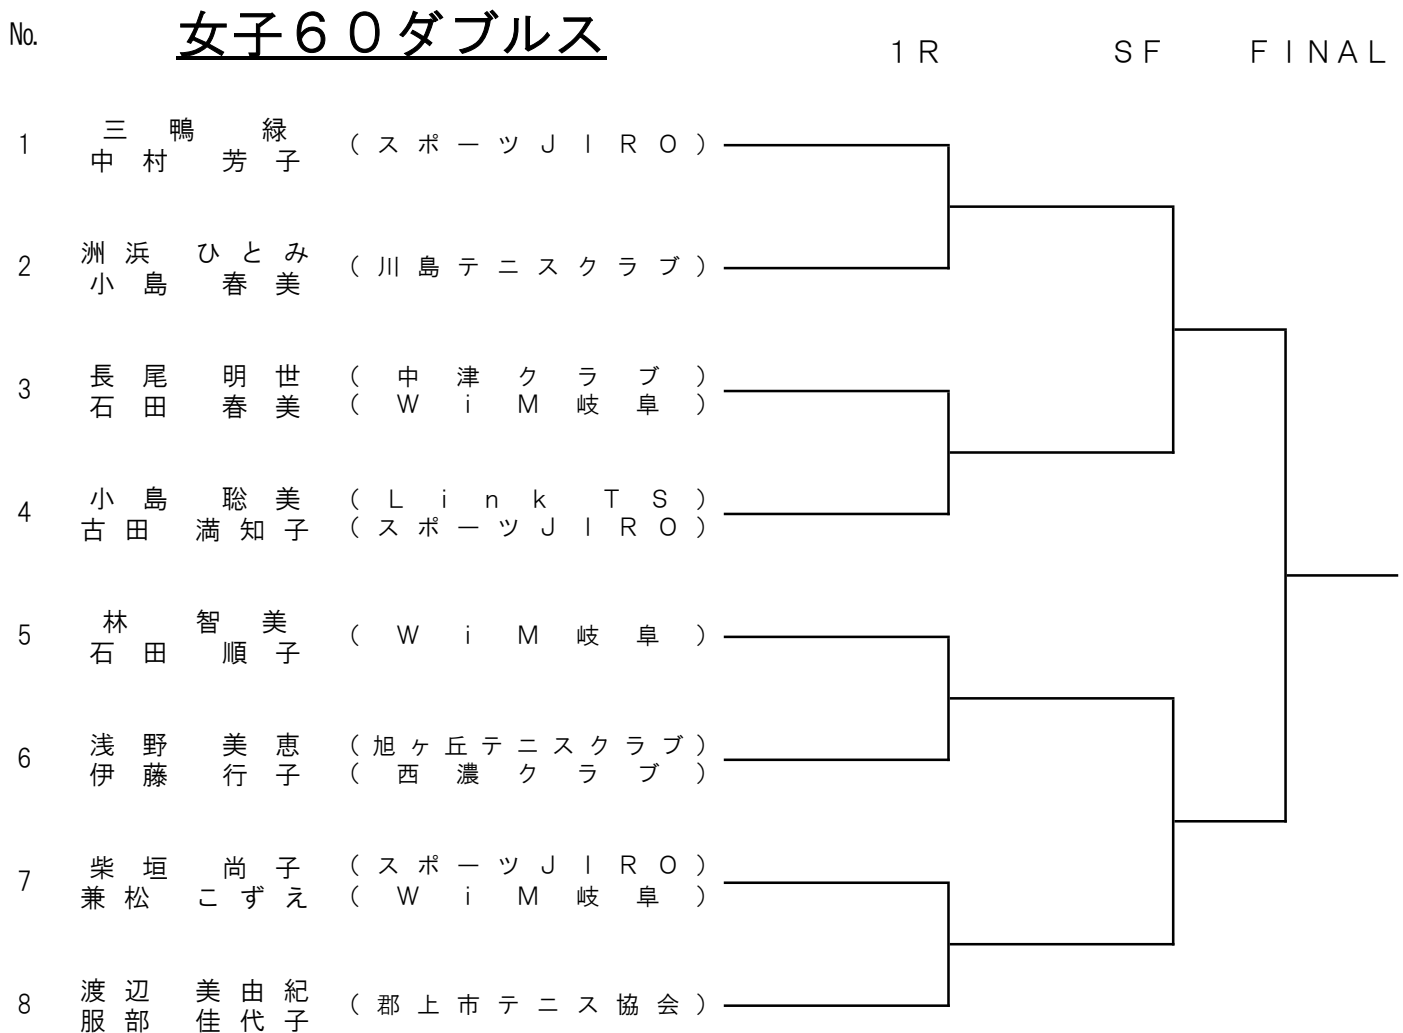 No. 女子６０ダブルス １Ｒ ＳＦ ＦＩＮＡＬ
三鴨 緑
1 (スポーツＪＩＲＯ)
中村 芳子
洲浜 ひとみ
2 (川島テニスクラブ)
小島 春美
長尾 明世 (中津クラブ)
3
石田 春美 (ＷｉＭ岐阜)
小島 聡美 (Ｌｉｎｋ ＴＳ)
4
古田 満知子 (スポーツＪＩＲＯ)
林 智美
5 (ＷｉＭ岐阜)
石田 順子
浅野 美恵 (旭ヶ丘テニスクラブ)
6
伊藤 行子 (西濃クラブ)
柴垣 尚子 (スポーツＪＩＲＯ)
7
兼松 こずえ (ＷｉＭ岐阜)
渡辺 美由紀
8 (郡上市テニス協会)
服部 佳代子